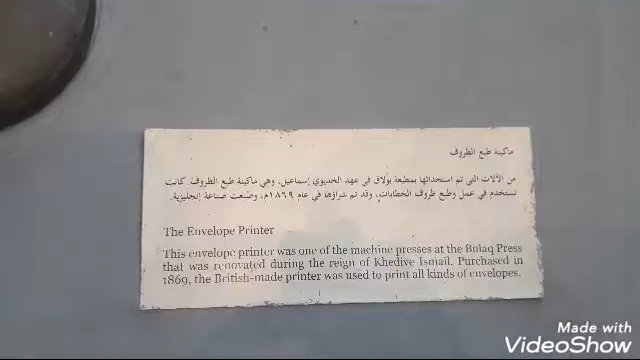 ماكينة طبع الظروف
من الآلات التي تم استحداثها بمطبعة بولاق في عهد الخديوي إسماعيل، وهي ماكينة طبع الظروف. كانت
تستخدم في عمل وطبع ظروف الخطابات، وقد تم شراؤها في عام ١٨٦٩م، وصُنعت صناعة إنجليزية.
The Envelope Printer
This envelope printer was one of the machine presses at the Bulaq Press
that was renovated during the reign of Khedive Ismail. Purchased in
1869, the British-made printer was used to print all kinds of envelopes.
Made with
VideoShow